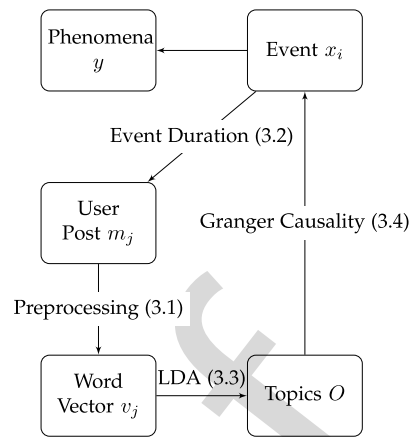 Phenomena
y
Event x_i
Event Duration (3.2)
User
Post m_j
Granger Causality (3.4)
Preprocessing (3.1)
Word
Vector v_j
LDA (3.3)
Topics O